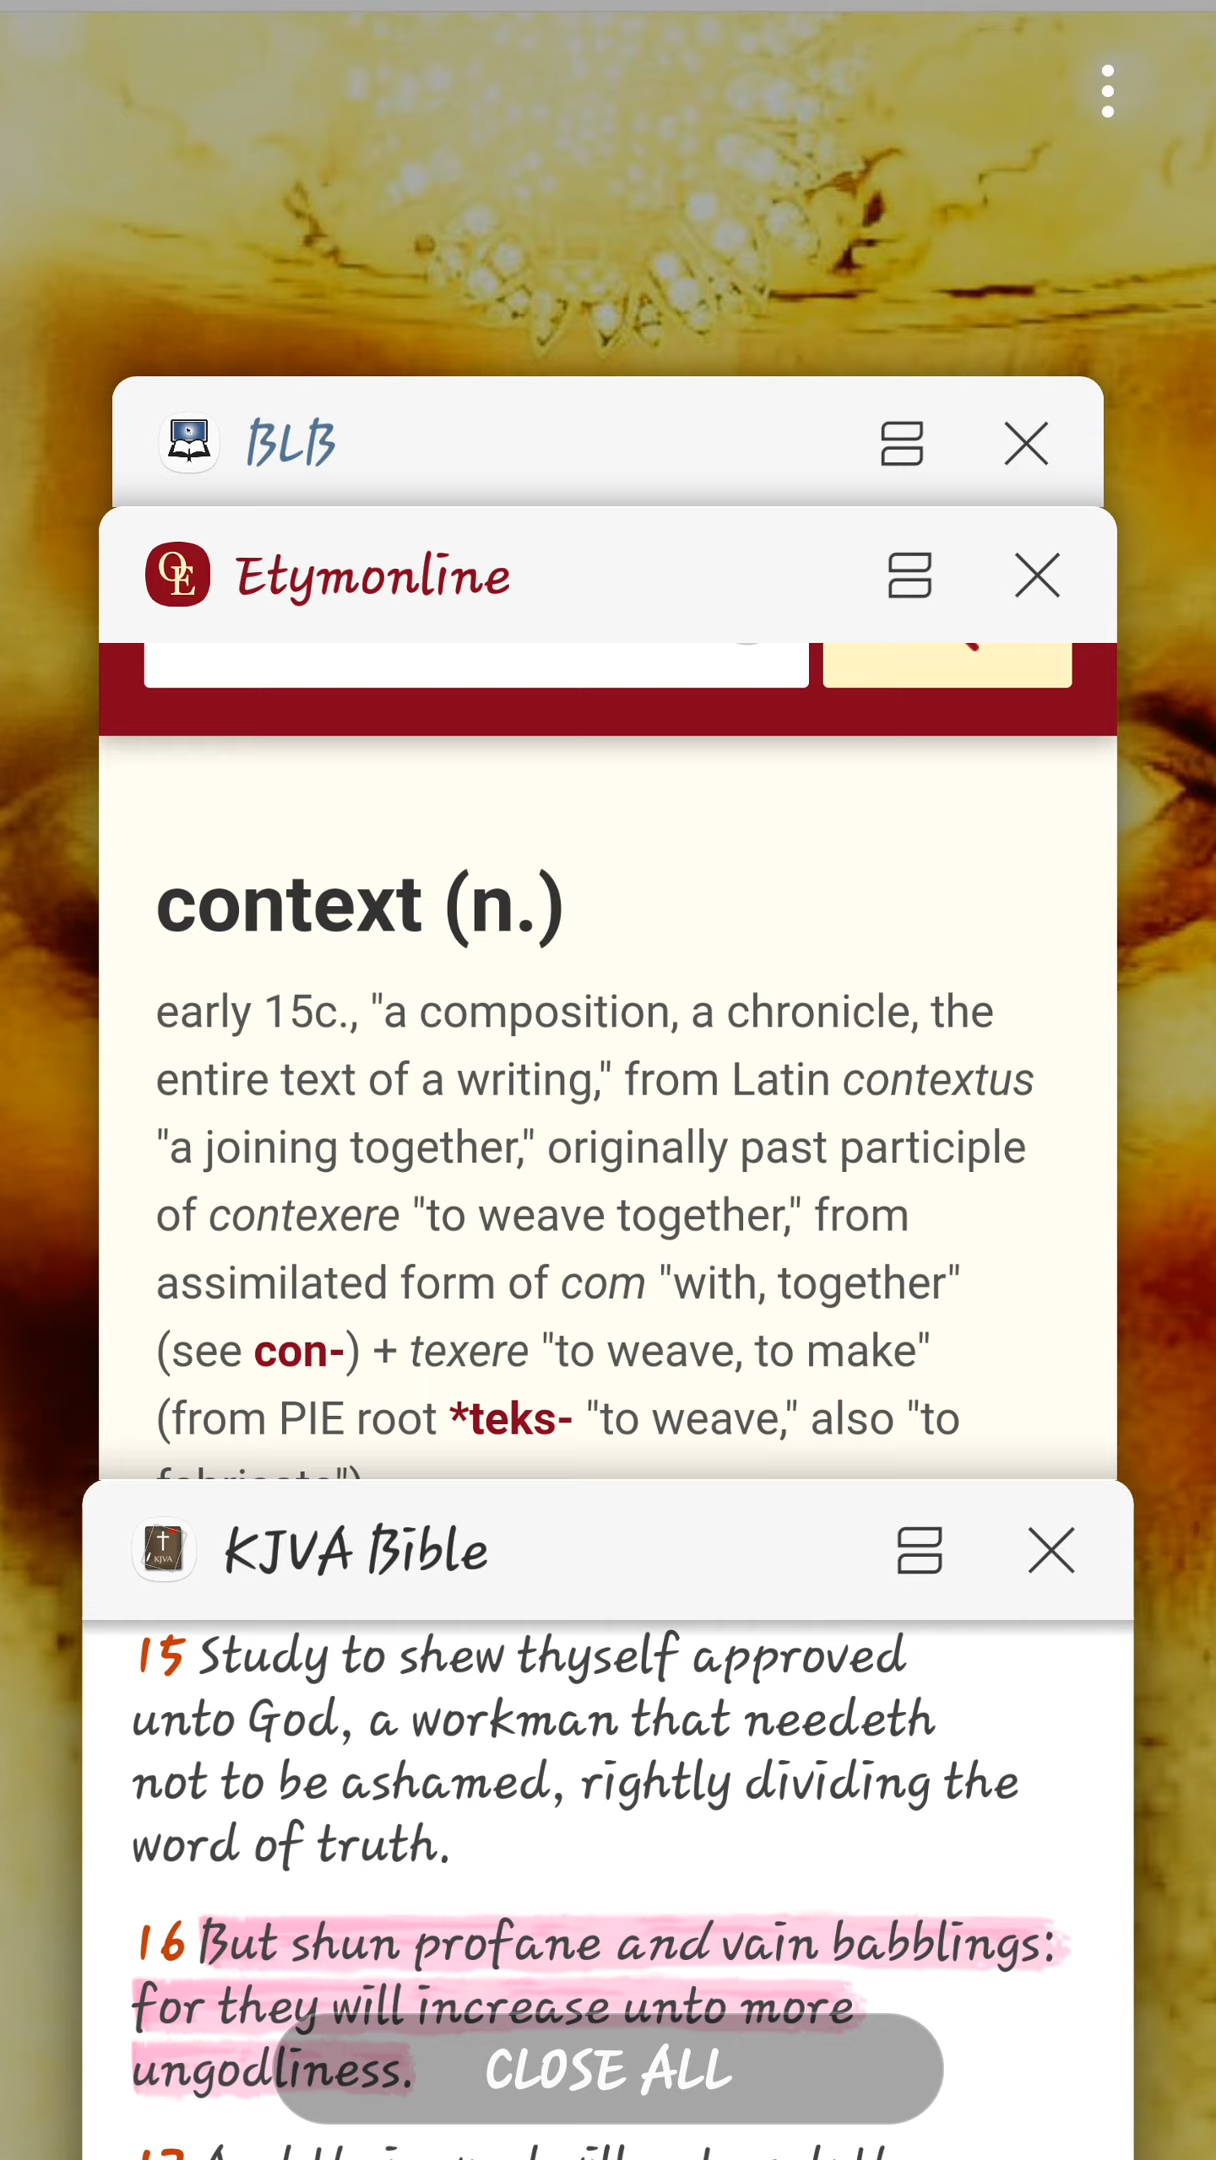 BLB
OE Etymonline
context (n.)
early 15c., "a composition, a chronicle, the
entire text of a writing," from Latin contextus
"a joining together," originally past participle
of contexere "to weave together," from
assimilated form of com "with, together"
(see con-) + texere "to weave, to make"
(from PIE root *teks- "to weave," also "to
fabricate")
KJVA KJVA Bible
15 Study to shew thyself approved
unto God, a workman that needeth
not to be ashamed, rightly dividing the
word of truth.
16 But shun profane and vain babblings:
for they will increase unto more
ungodliness.
CLOSE ALL
17